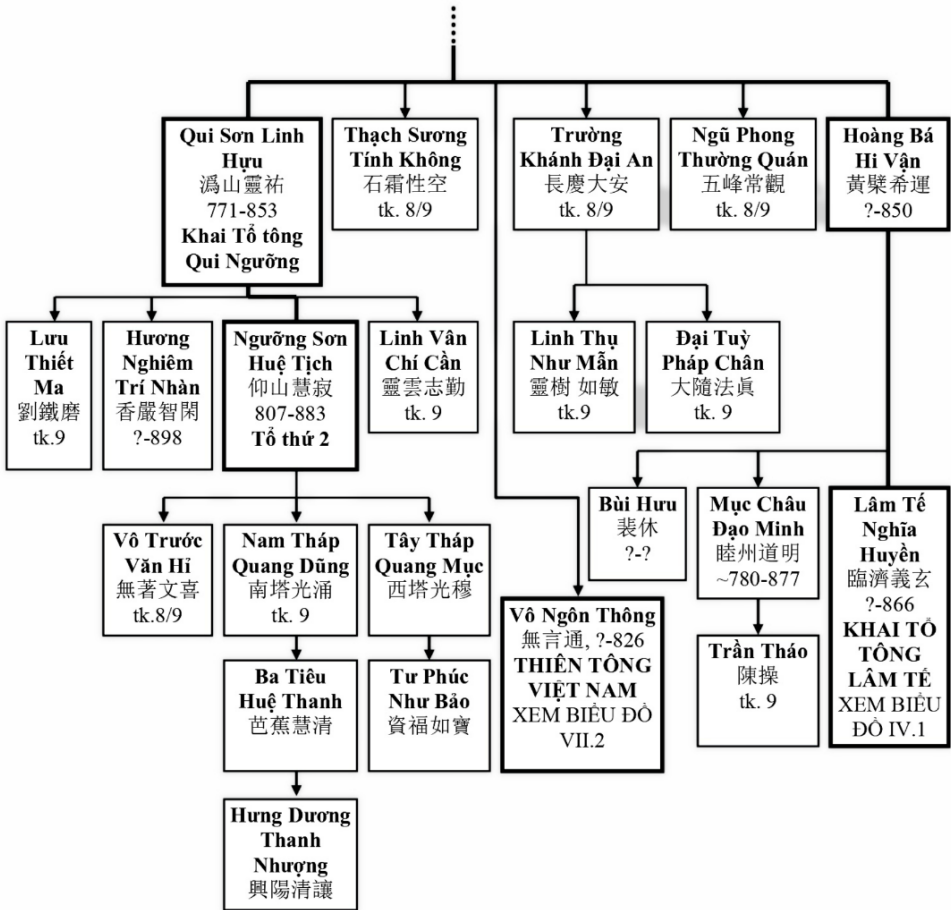 Qui Sơn Linh
Hựu
潙山靈祐
771-853
Khai Tổ tông
Qui Ngưỡng
Thạch Sương
Tính Không
石霜性空
tk. 8/9
Trường
Khánh Đại An
長慶大安
tk. 8/9
Ngũ Phong
Thường Quán
五峰常觀
tk. 8/9
Hoàng Bá
Hi Vận
黃檗希運
?-850
Lưu
Thiết
Ma
劉鐵磨
tk.9
Hương
Nghiêm
Trí Nhàn
香嚴智閑
?-898
Ngưỡng Sơn
Huệ Tịch
仰山慧寂
807-883
Tổ thứ 2
Linh Vân
Chí Cần
靈雲志勤
tk. 9
Linh Thụ
Như Mẫn
靈樹 如敏
tk.9
Đại Tuỳ
Pháp Chân
大隨法眞
tk. 9
Vô Trước
Văn Hỉ
無著文喜
tk.8/9
Nam Tháp
Quang Dũng
南塔光涌
tk. 9
Tây Tháp
Quang Mục
西塔光穆
Vô Ngôn Thông
無言通, ?-826
THIỀN TÔNG
VIỆT NAM
XEM BIỂU ĐỒ
VII.2
Bùi Hưu
裴休
?-?
Mục Châu
Đạo Minh
睦州道明
~780-877
Lâm Tế
Nghĩa
Huyền
臨濟義玄
?-866
KHAI TỔ
TÔNG
LÂM TẾ
XEM BIỂU
ĐỒ IV.1
Ba Tiêu
Huệ Thanh
芭蕉慧清
Tư Phúc
Như Bảo
資福如寶
Trần Tháo
陳操
tk. 9
Hưng Dương
Thanh
Nhượng
興陽清讓